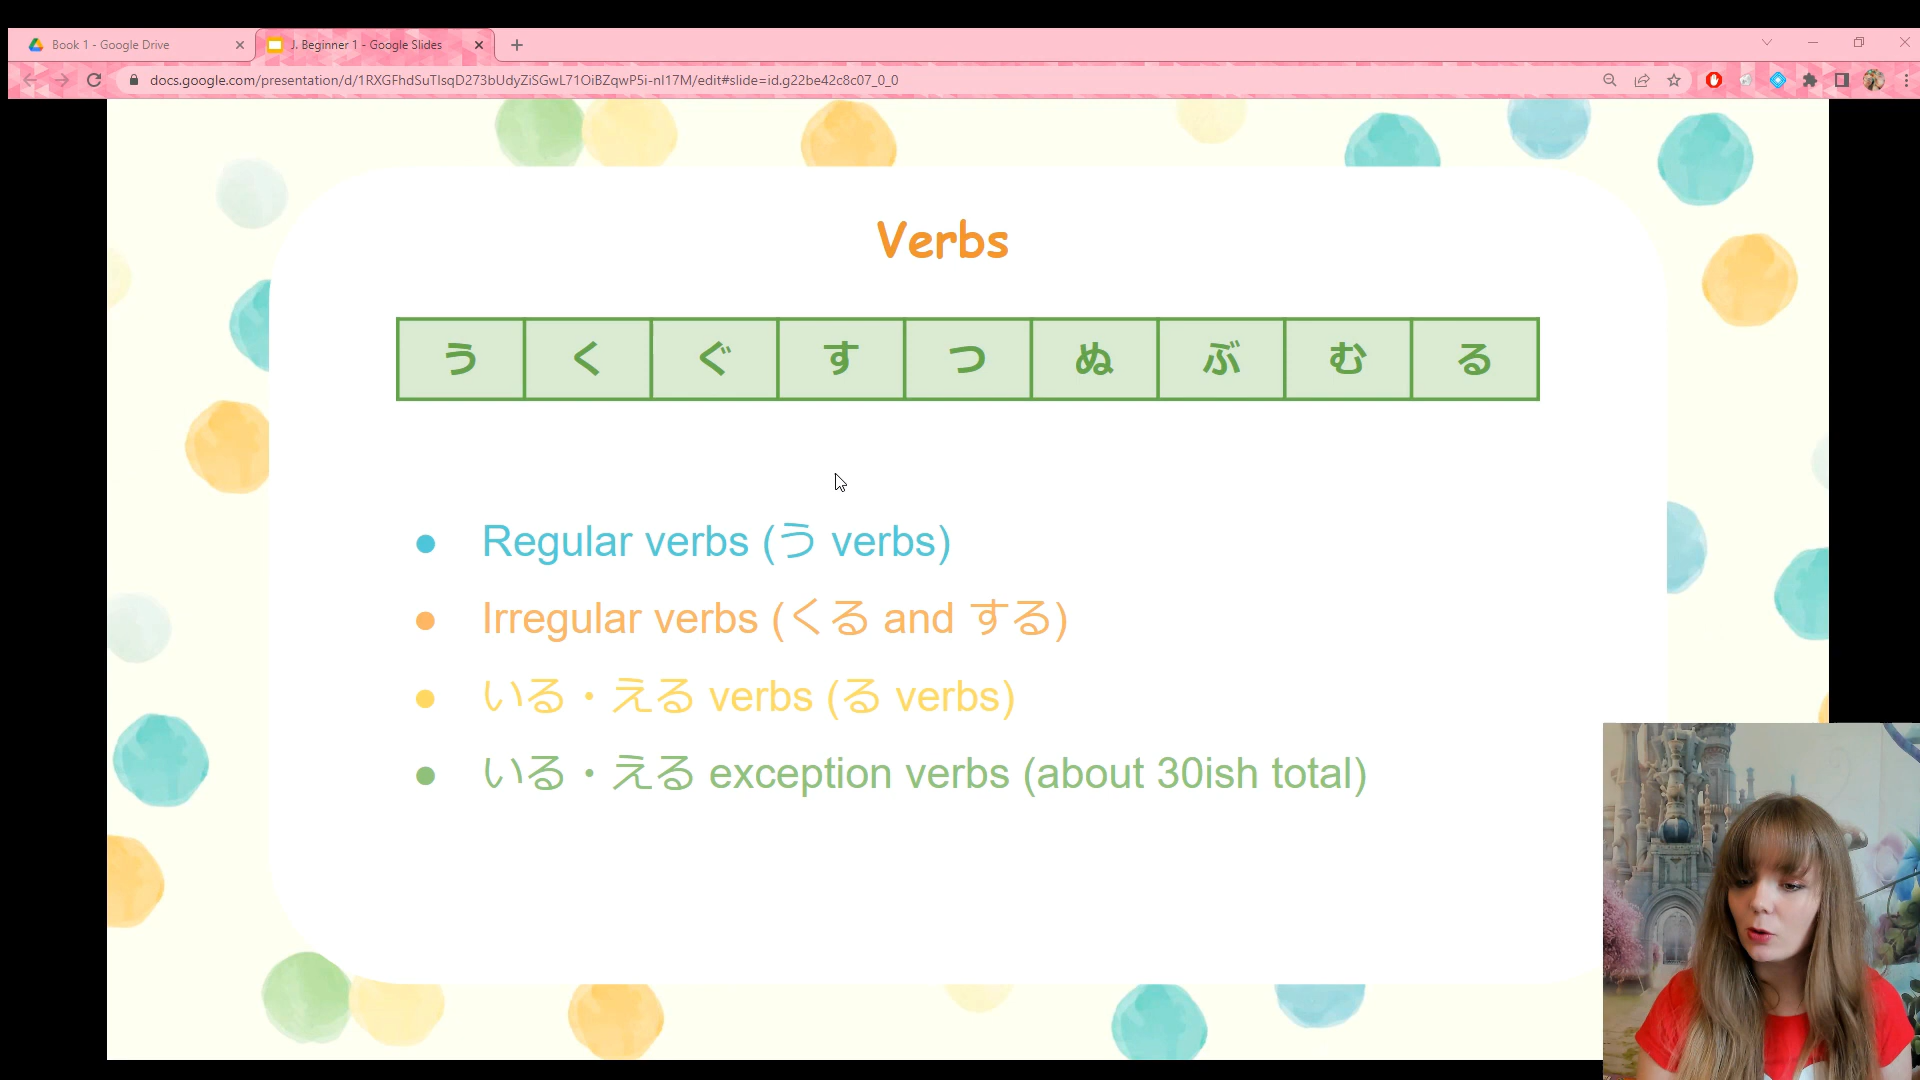 Book 1 - Google Drive
J. Beginner 1 - Google Slides
docs.google.com/presentation/d/1RXGFhdSuTIsqD273bUdyZiSGwL71OiBZqwP5i-nI17M/edit#slide=id.g22be42c8c07_0_0
Verbs
う く ぐ す つ ぬ ぶ む る
● Regular verbs (う verbs)
● Irregular verbs (くる and する)
● いる・える verbs (る verbs)
● いる・える exception verbs (about 30ish total)